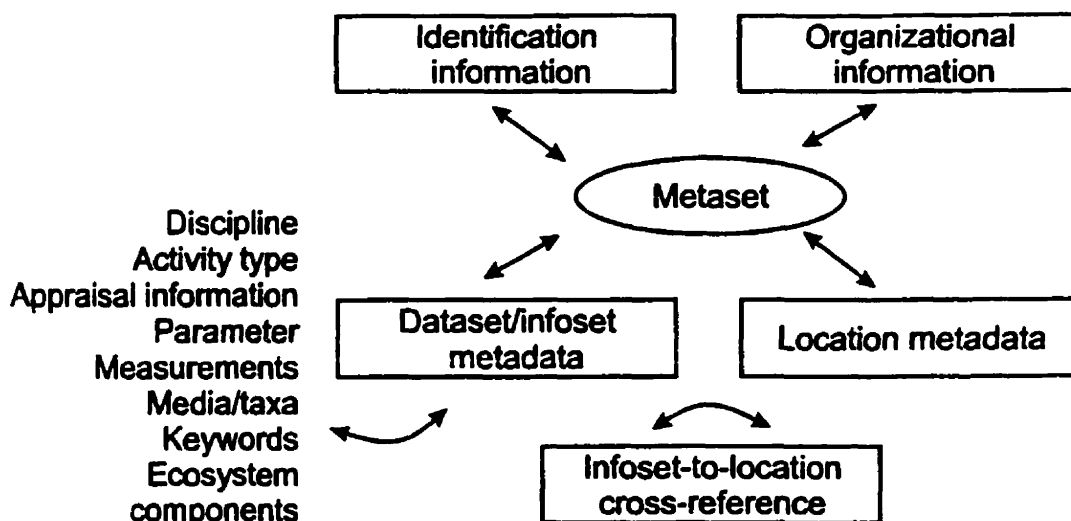 Identification
information
Organizational
information
Metaset
Discipline
Activity type
Appraisal information
Parameter
Measurements
Media/taxa
Keywords
Ecosystem
components
Dataset/infoset
metadata
Location metadata
Infoset-to-location
cross-reference